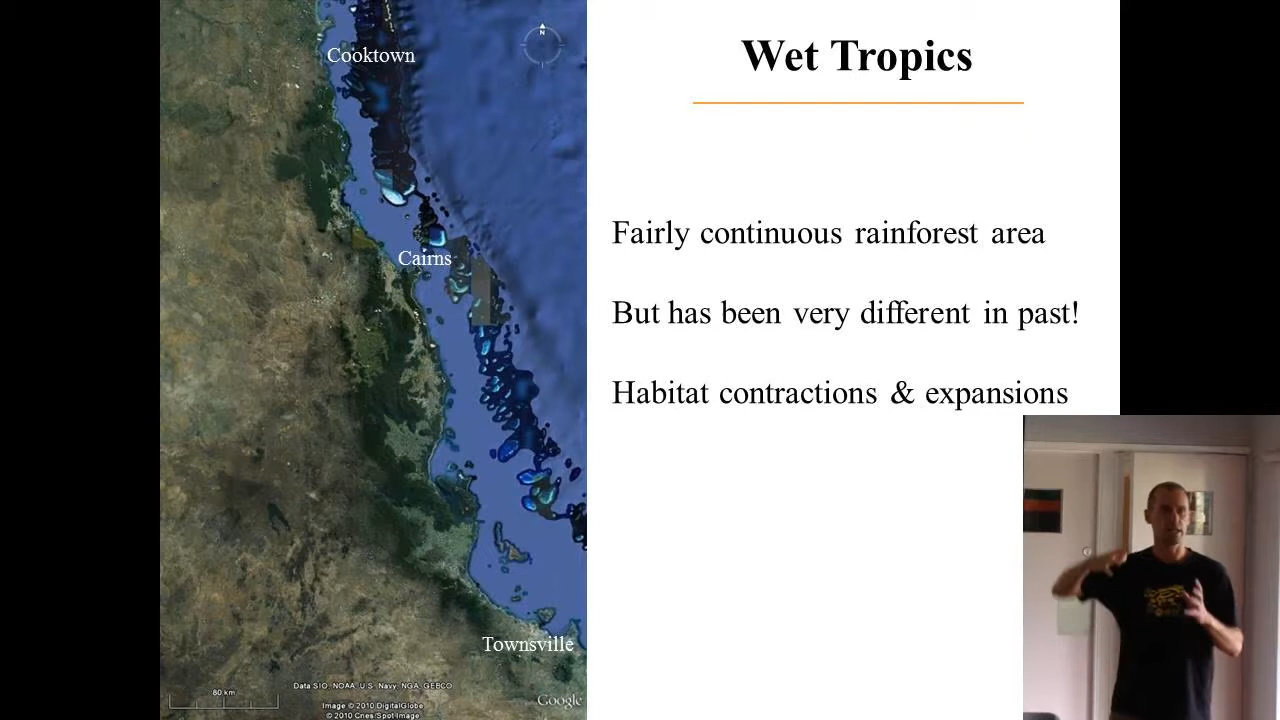 Cooktown
N
Cairns
Townsville
80 km
Data SIO, NOAA, U.S. Navy, NGA, GEBCO
Image © 2010 DigitalGlobe
© 2010 Cnes/Spot Image
Google
Wet Tropics
Fairly continuous rainforest area
But has been very different in past!
Habitat contractions & expansions